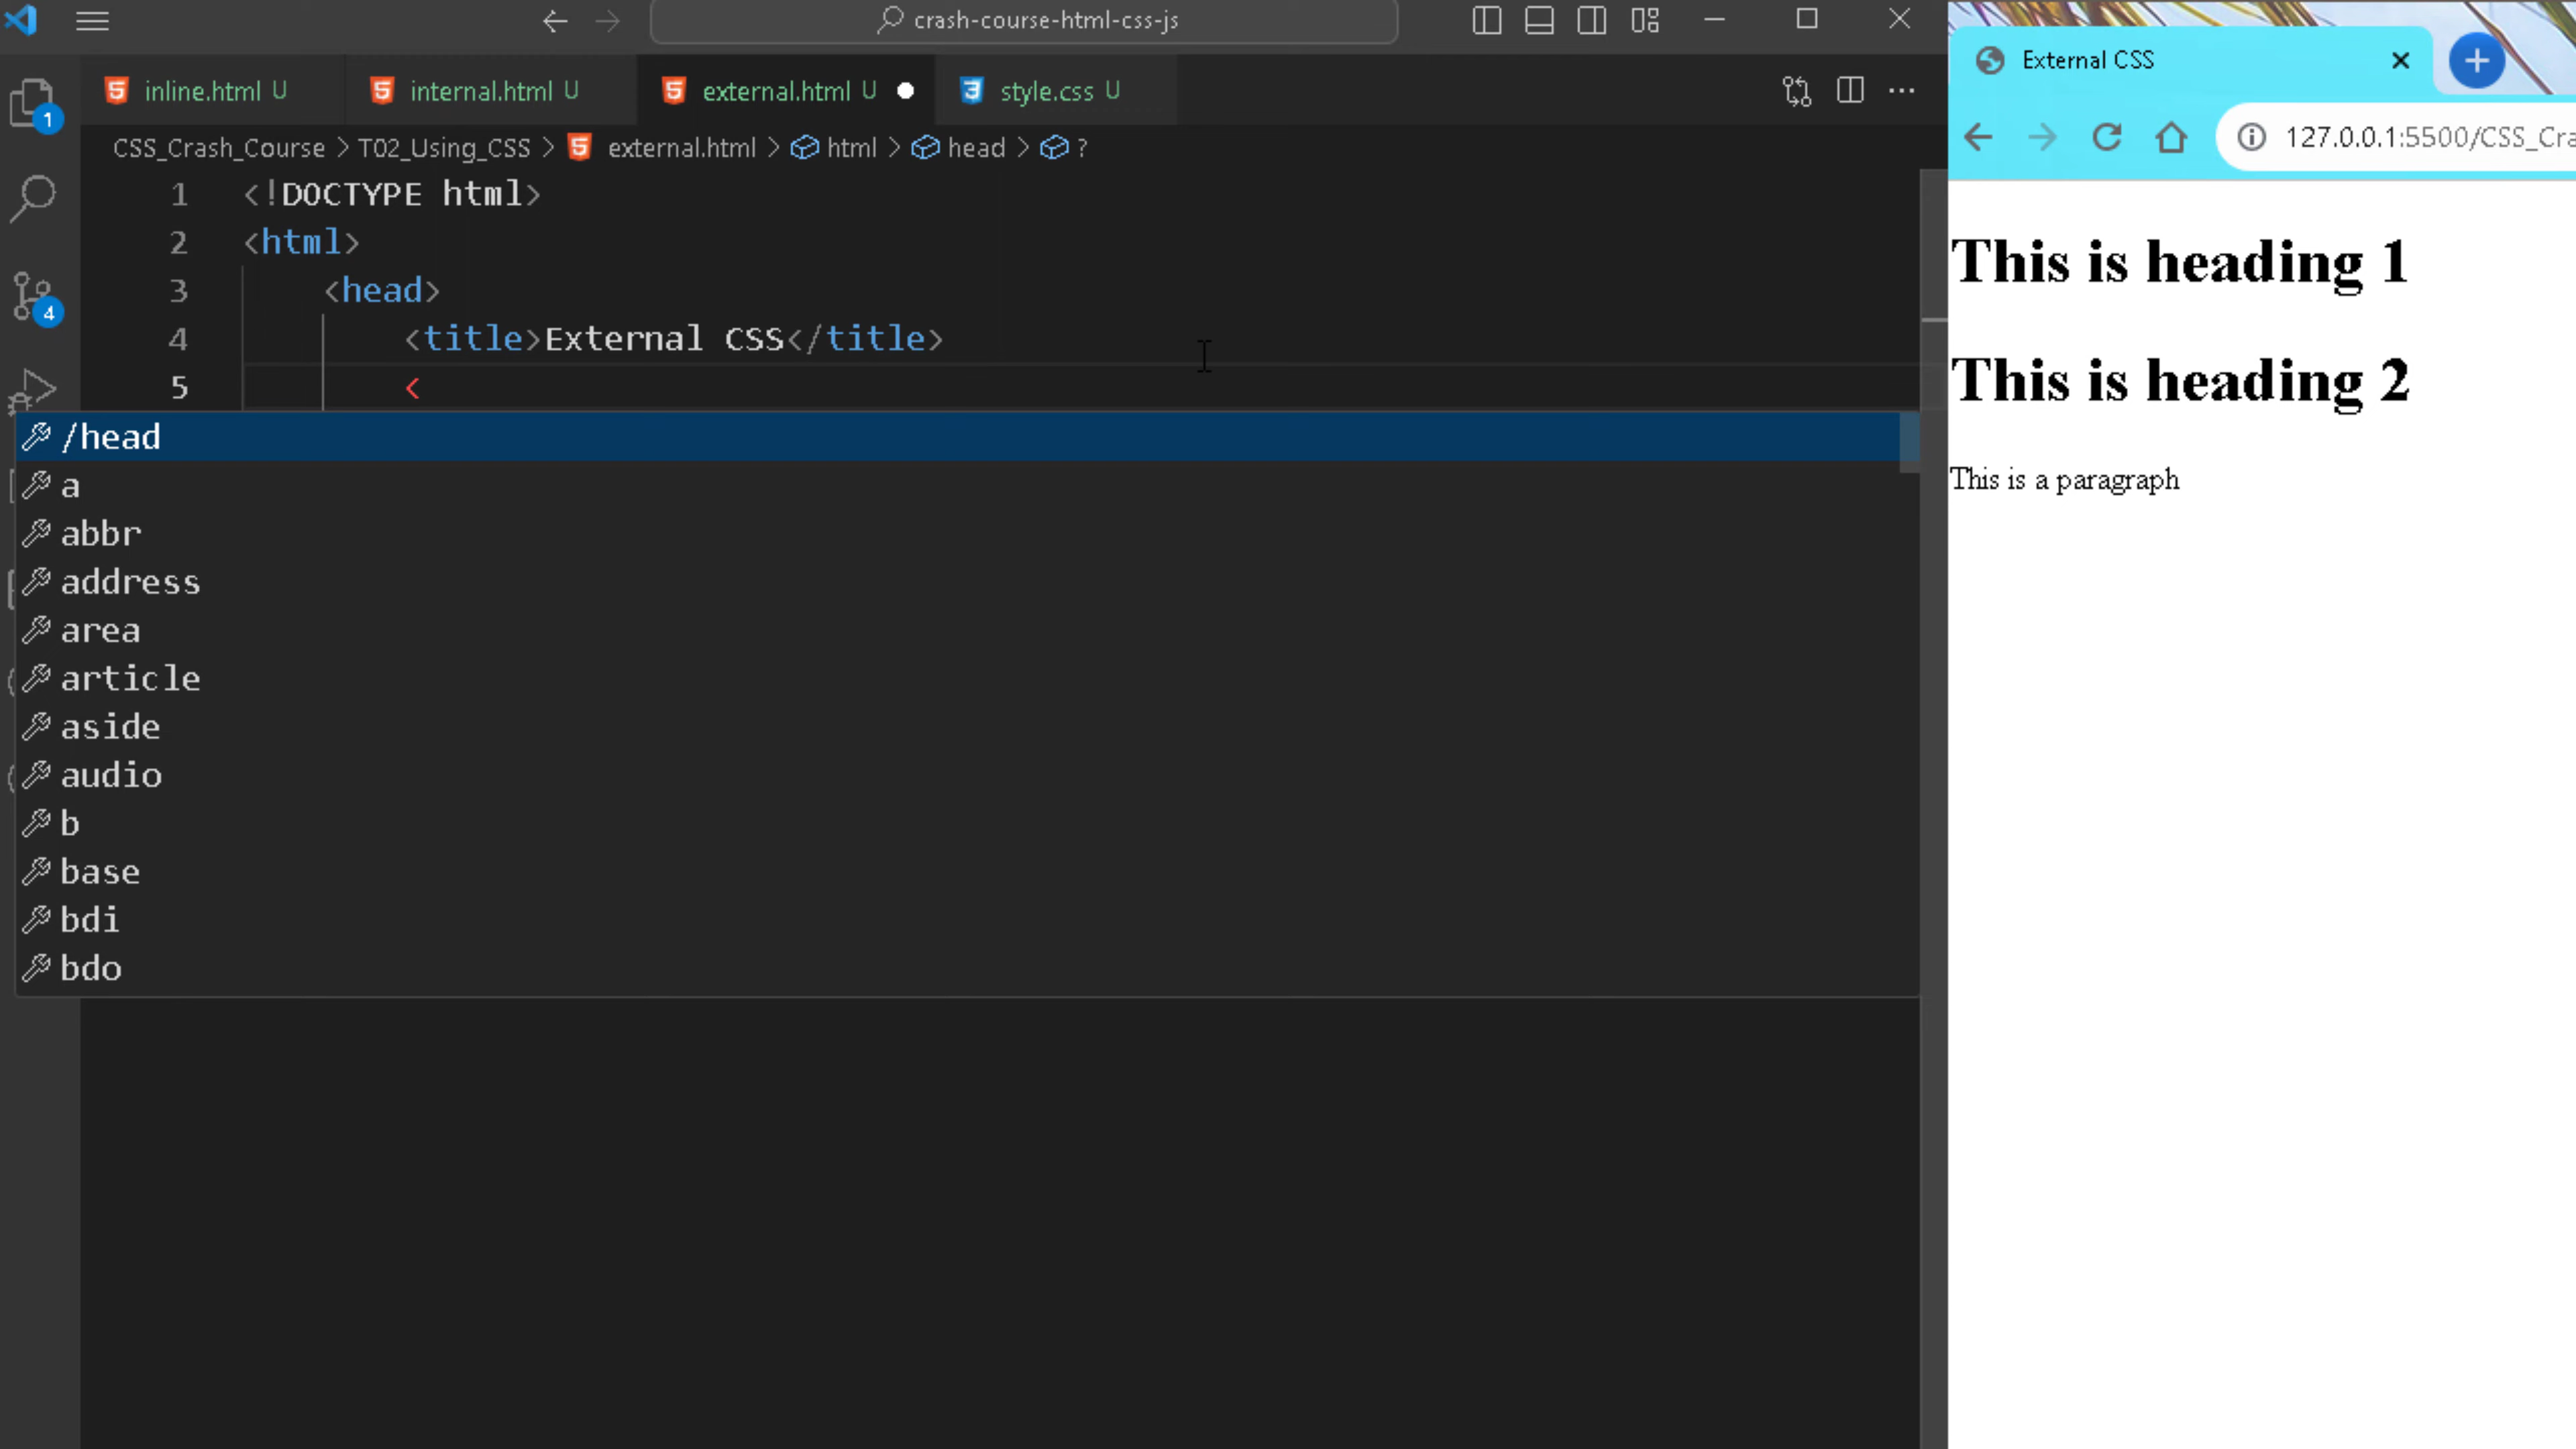 crash-course-html-css-js
inline.html U
internal.html U
external.html U
style.css U
1
4
CSS_Crash_Course > T02_Using_CSS > external.html > html > head > ?
1 <!DOCTYPE html>
2 <html>
3 <head>
4 <title>External CSS</title>
5 <
/head
a
abbr
address
area
article
aside
audio
b
base
bdi
bdo
External CSS
127.0.0.1:5500/CSS_Cra
This is heading 1
This is heading 2
This is a paragraph